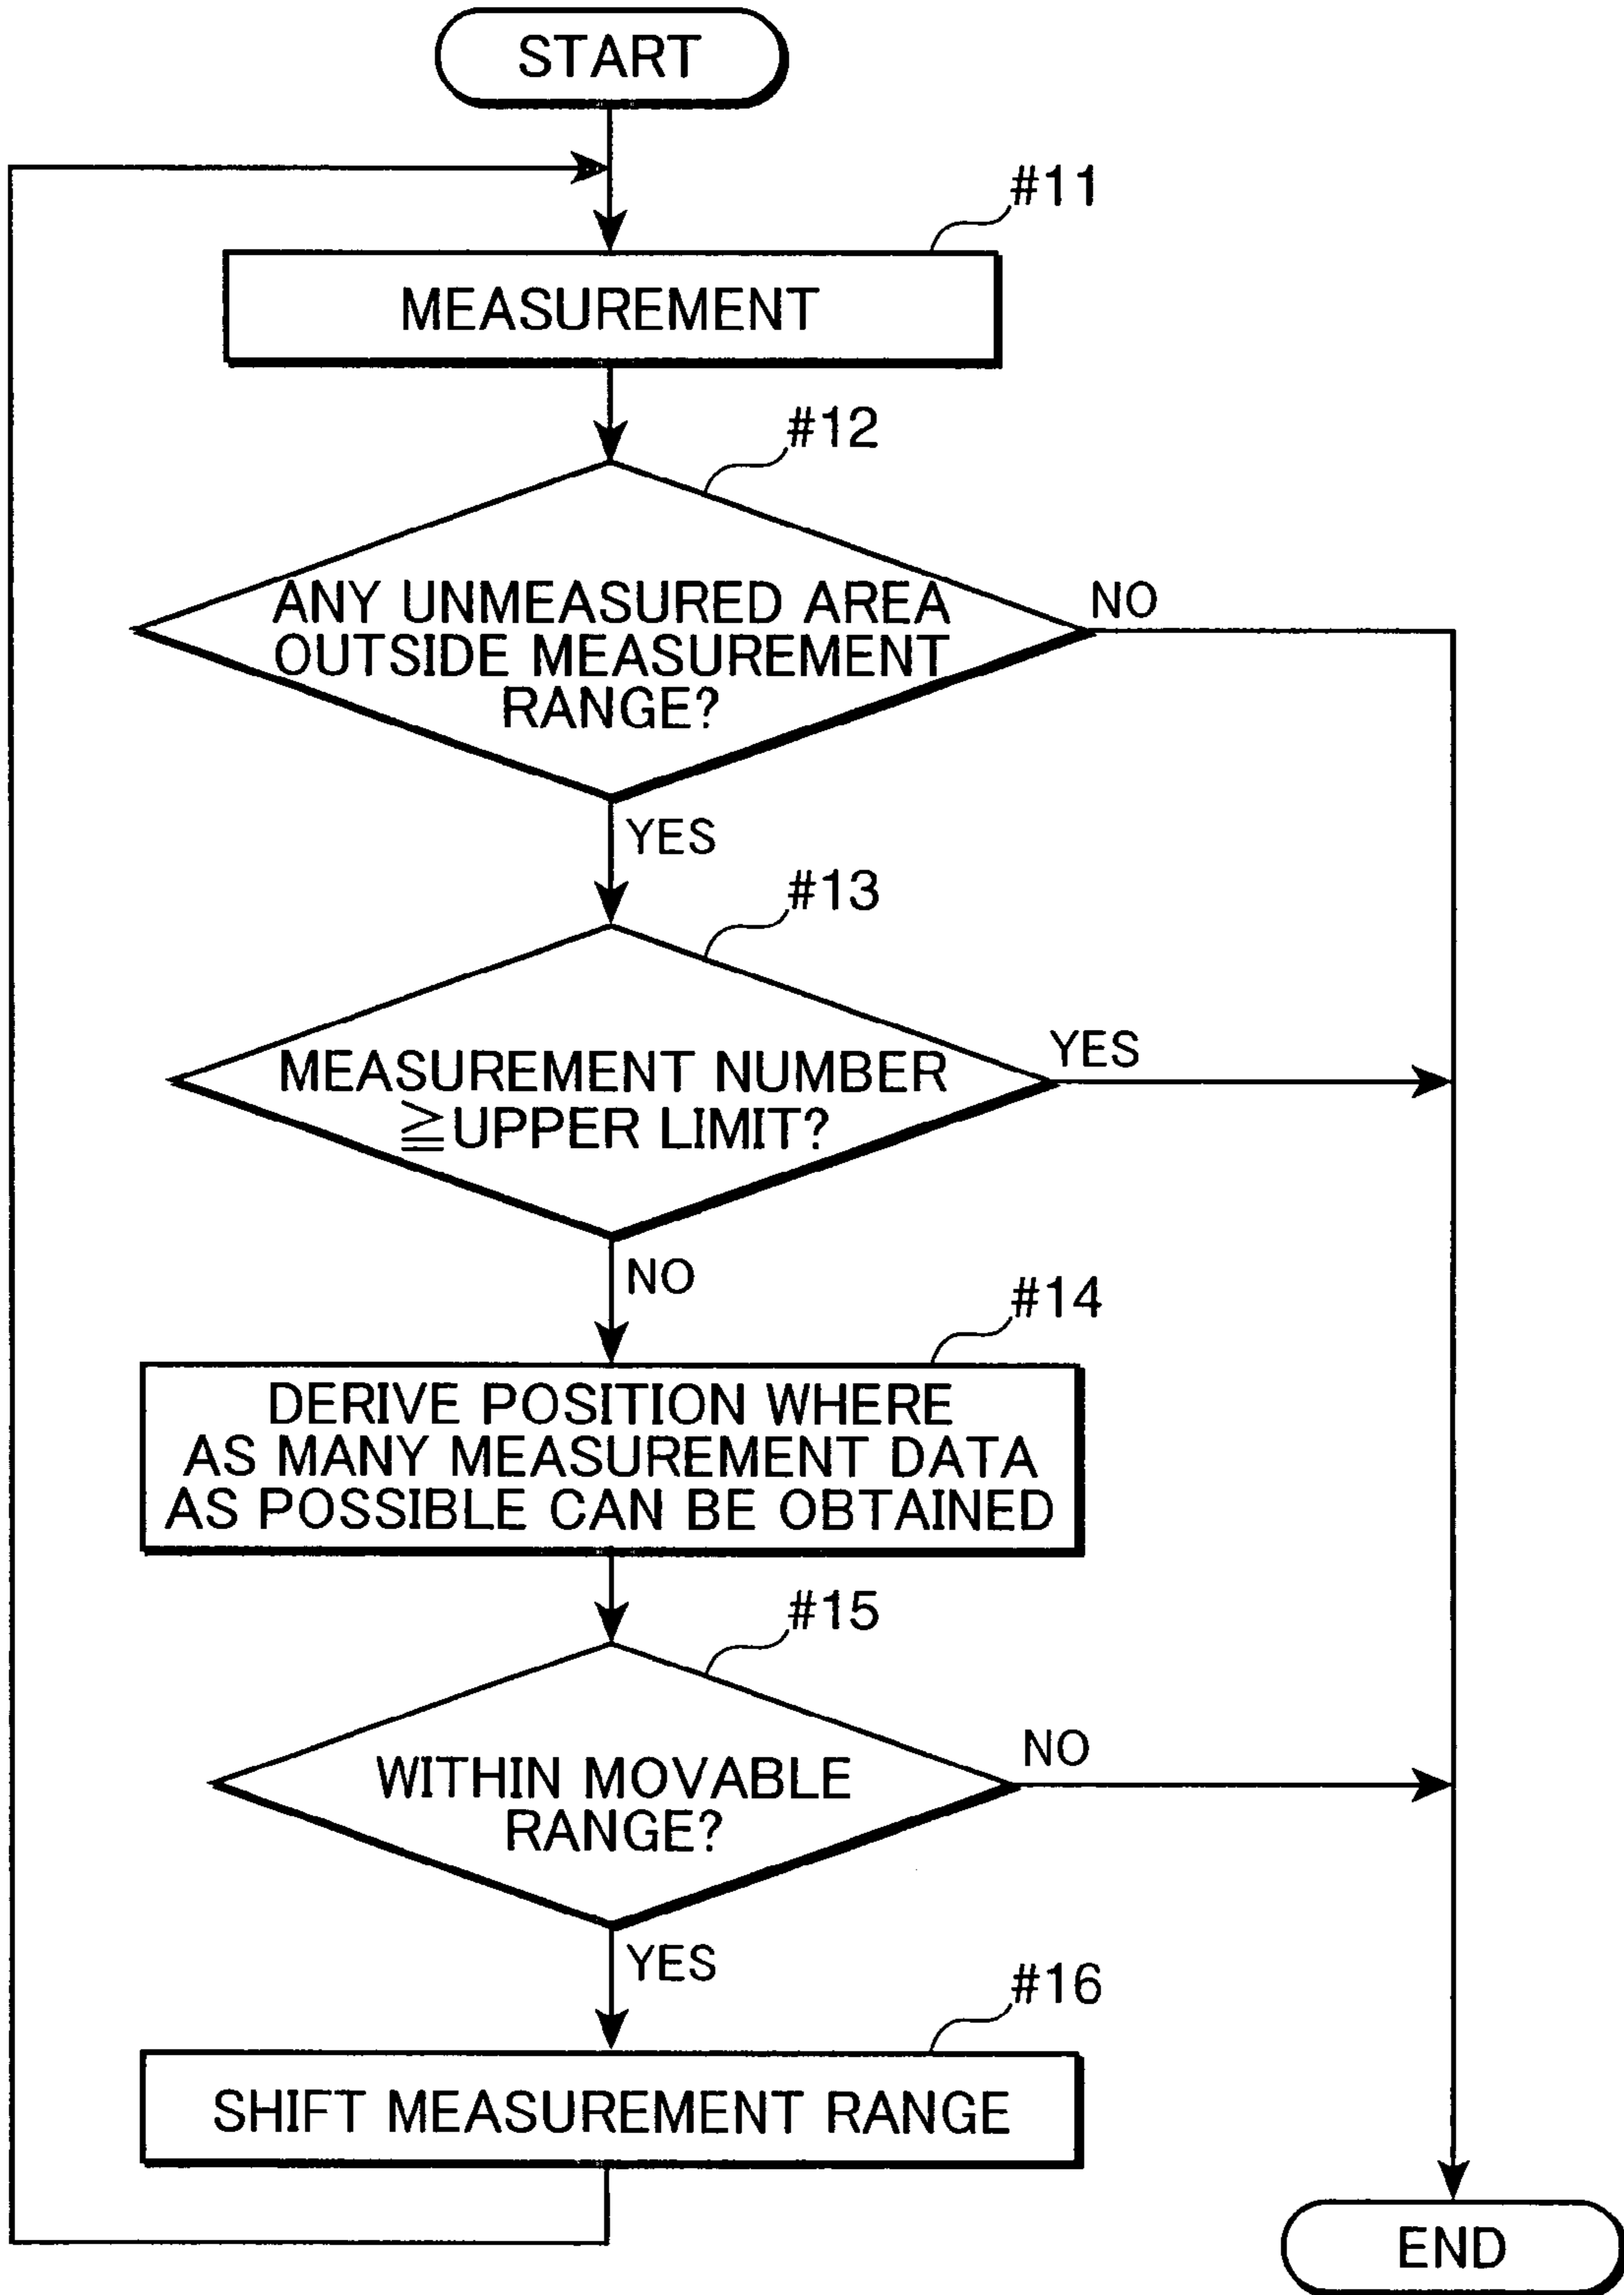 START
#11
MEASUREMENT
#12
ANY UNMEASURED AREA
OUTSIDE MEASUREMENT
RANGE?
NO
YES
#13
MEASUREMENT NUMBER
≧UPPER LIMIT?
YES
NO
#14
DERIVE POSITION WHERE
AS MANY MEASUREMENT DATA
AS POSSIBLE CAN BE OBTAINED
#15
WITHIN MOVABLE
RANGE?
NO
YES
#16
SHIFT MEASUREMENT RANGE
END